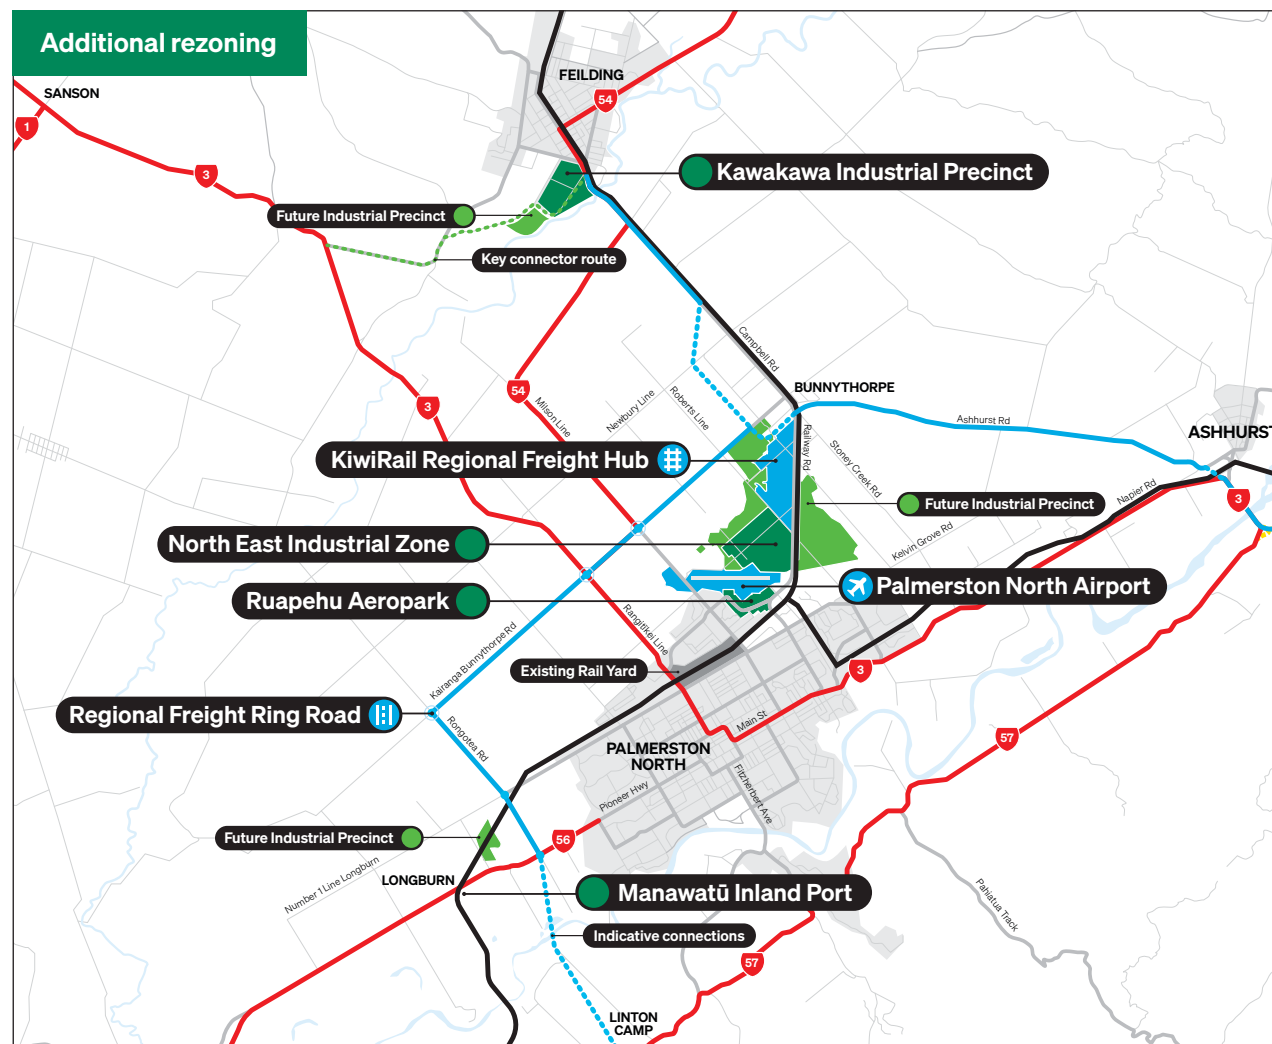 Additional rezoning
SANSON
FEILDING
54
1
3
Kawakawa Industrial Precinct
Future Industrial Precinct
Key connector route
Campbell Rd
54
3
Milson Line
Newbury Line
Roberts Line
BUNNYTHORPE
Ashhurst Rd
ASHHURST
KiwiRail Regional Freight Hub
Railway Rd
Stoney Creek Rd
Napier Rd
3
Future Industrial Precinct
North East Industrial Zone
Kelvin Grove Rd
Ruapehu Aeropark
Palmerston North Airport
Rangitikei Line
Kairanga Bunnythorpe Rd
Existing Rail Yard
3
Regional Freight Ring Road
Rongotea Rd
Main St
57
PALMERSTON
NORTH
Fitzherbert Ave
Pioneer Hwy
Future Industrial Precinct
56
Number 1 Line Longburn
LONGBURN
Manawatū Inland Port
Pahiatua Track
Indicative connections
57
LINTON
CAMP